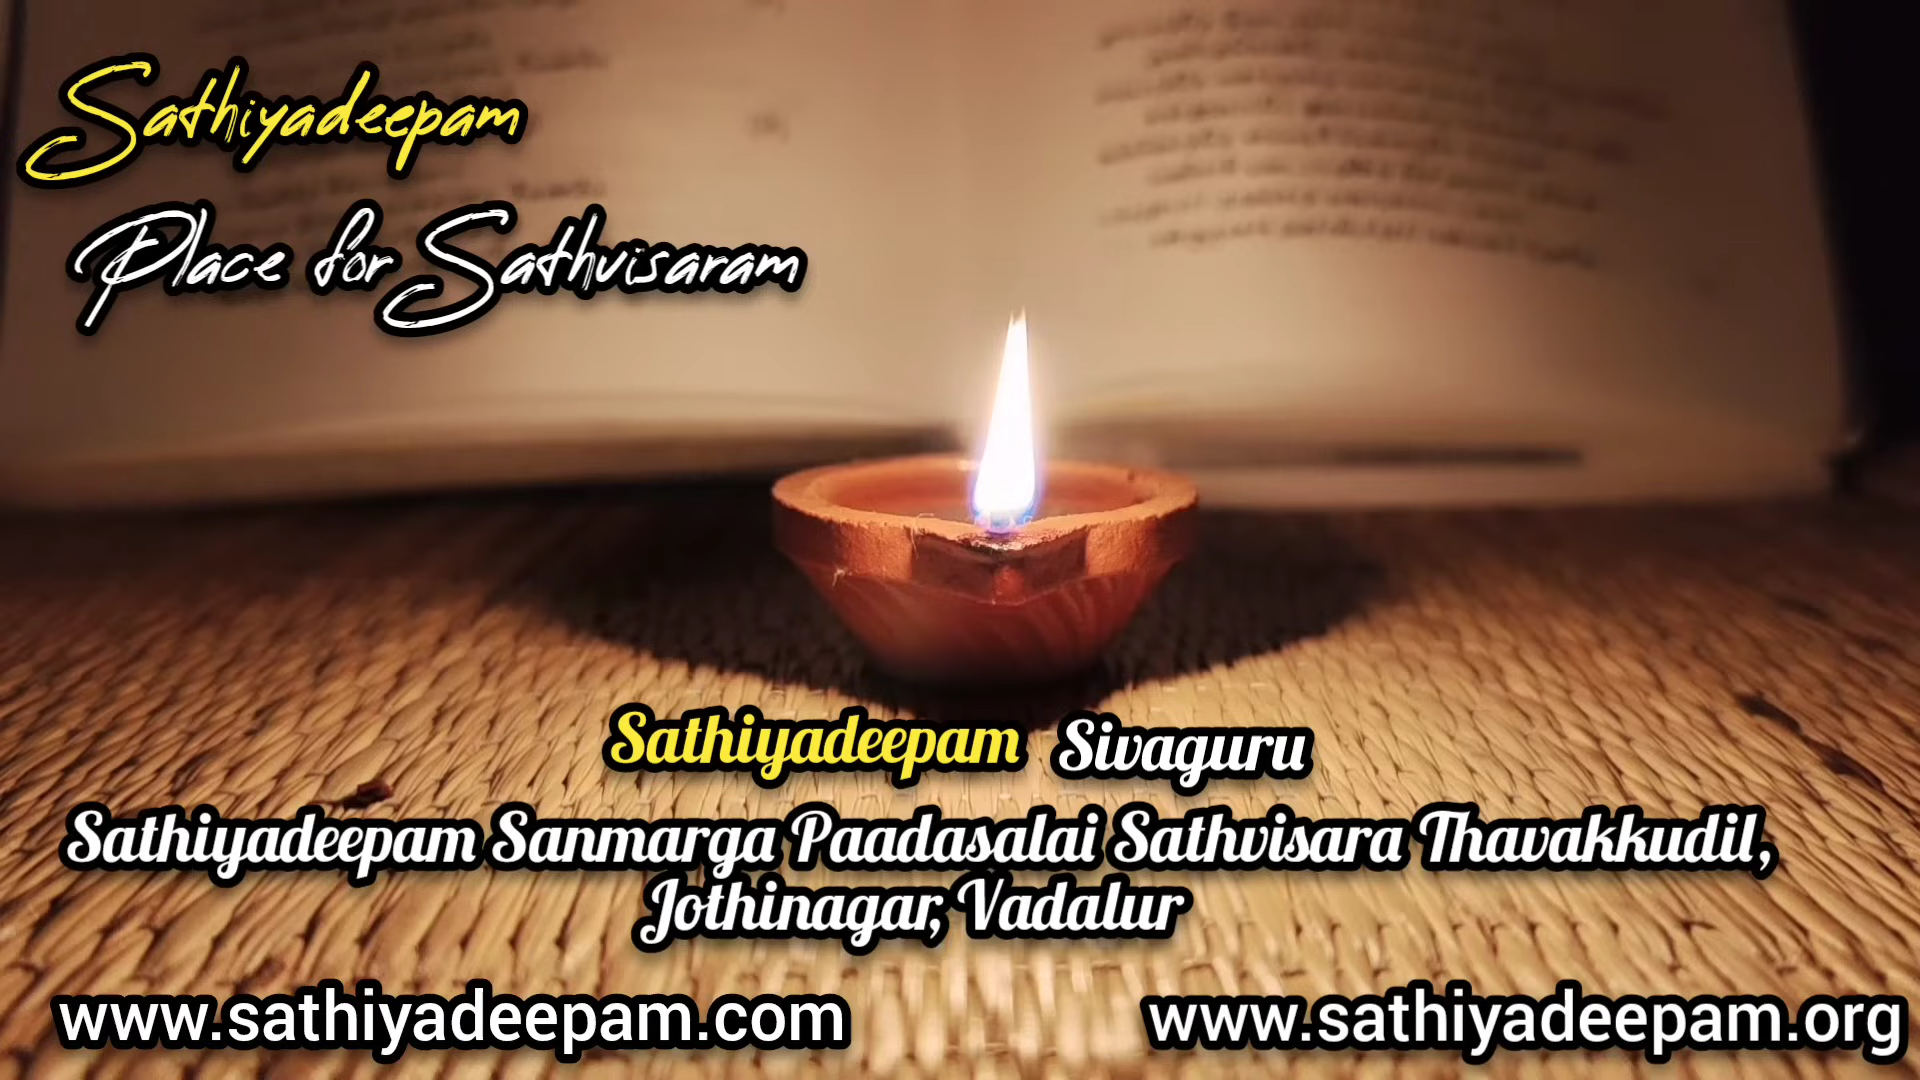 Sathiyadeepam
Place for Sathvisaram
Sathiyadeepam Sivaguru
Sathiyadeepam Sanmarga Paadasalai Sathvisara Thavakkudil,
Jothinagar, Vadalur
www.sathiyadeepam.com www.sathiyadeepam.org